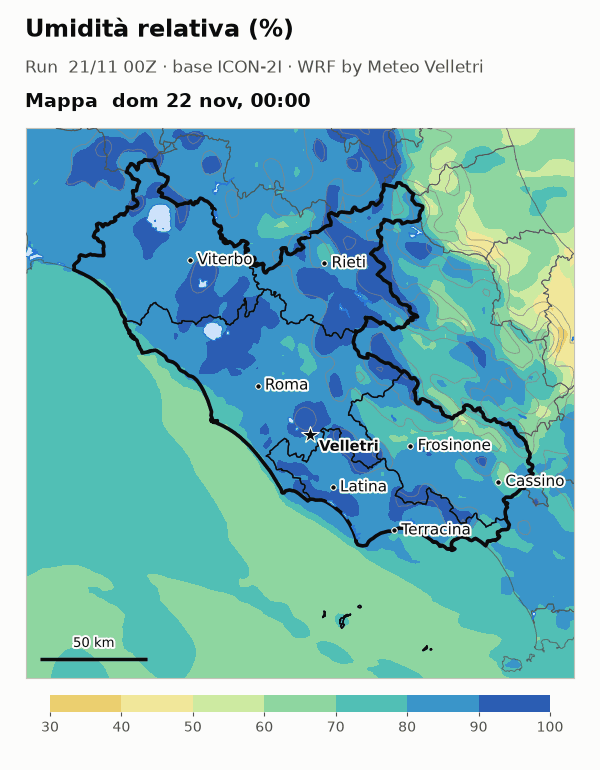 Umidità relativa (%)
Run  21/11 00Z · base ICON-2I · WRF by Meteo Velletri
Mappa  dom 22 nov, 00:00
Viterbo
Rieti
Roma
Velletri
Frosinone
Cassino
Latina
Terracina
50 km
30 40 50 60 70 80 90 100